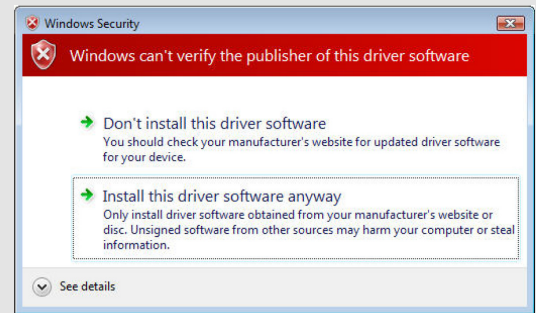 Windows Security
Windows can't verify the publisher of this driver software
Don't install this driver software
You should check your manufacturer's website for updated driver software
for your device.
Install this driver software anyway
Only install driver software obtained from your manufacturer's website or
disc. Unsigned software from other sources may harm your computer or steal
information.
See details